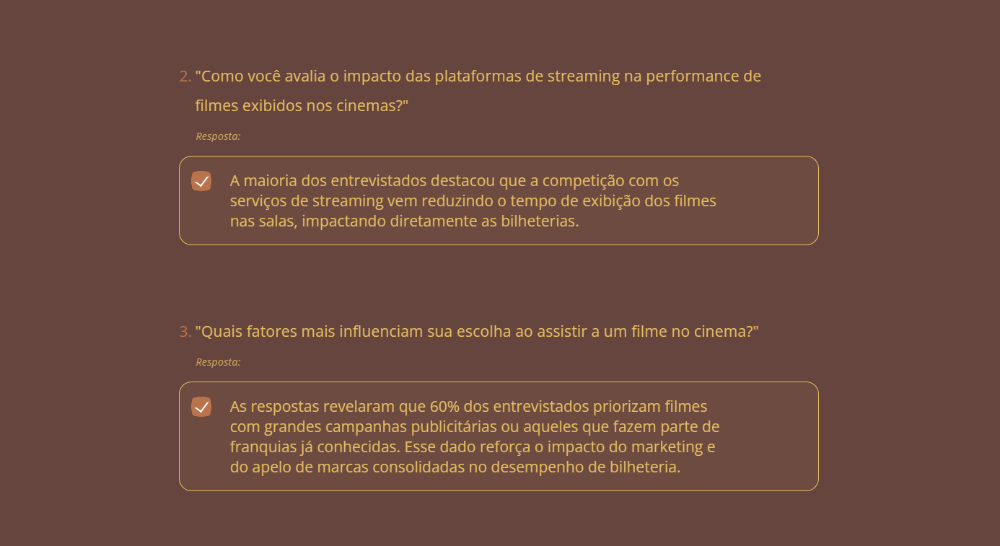 2. "Como você avalia o impacto das plataformas de streaming na performance de
filmes exibidos nos cinemas?"
Resposta:
A maioria dos entrevistados destacou que a competição com os
serviços de streaming vem reduzindo o tempo de exibição dos filmes
nas salas, impactando diretamente as bilheterias.
3. "Quais fatores mais influenciam sua escolha ao assistir a um filme no cinema?"
Resposta:
As respostas revelaram que 60% dos entrevistados priorizam filmes
com grandes campanhas publicitárias ou aqueles que fazem parte de
franquias já conhecidas. Esse dado reforça o impacto do marketing e
do apelo de marcas consolidadas no desempenho de bilheteria.